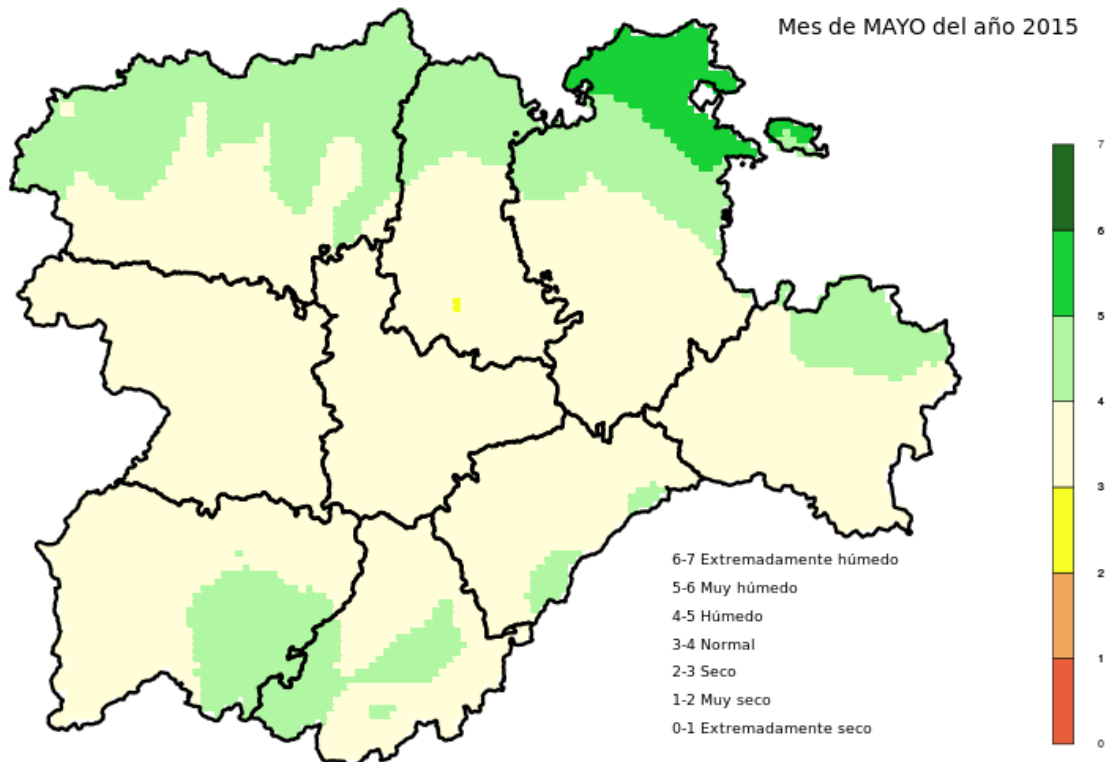 Mes de MAYO del año 2015
7
6
5
4
3
2
1
0
6-7 Extremadamente húmedo
5-6 Muy húmedo
4-5 Húmedo
3-4 Normal
2-3 Seco
1-2 Muy seco
0-1 Extremadamente seco